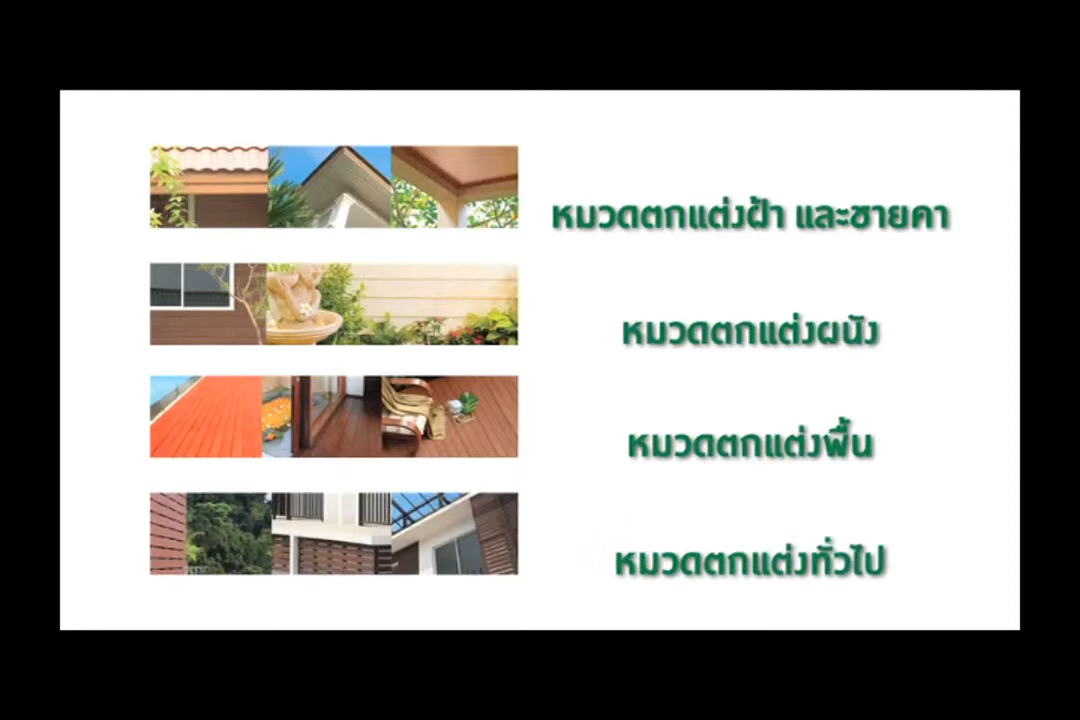 หมวดตกแต่งฝ้า และชายคา
หมวดตกแต่งผนัง
หมวดตกแต่งพื้น
หมวดตกแต่งทั่วไป